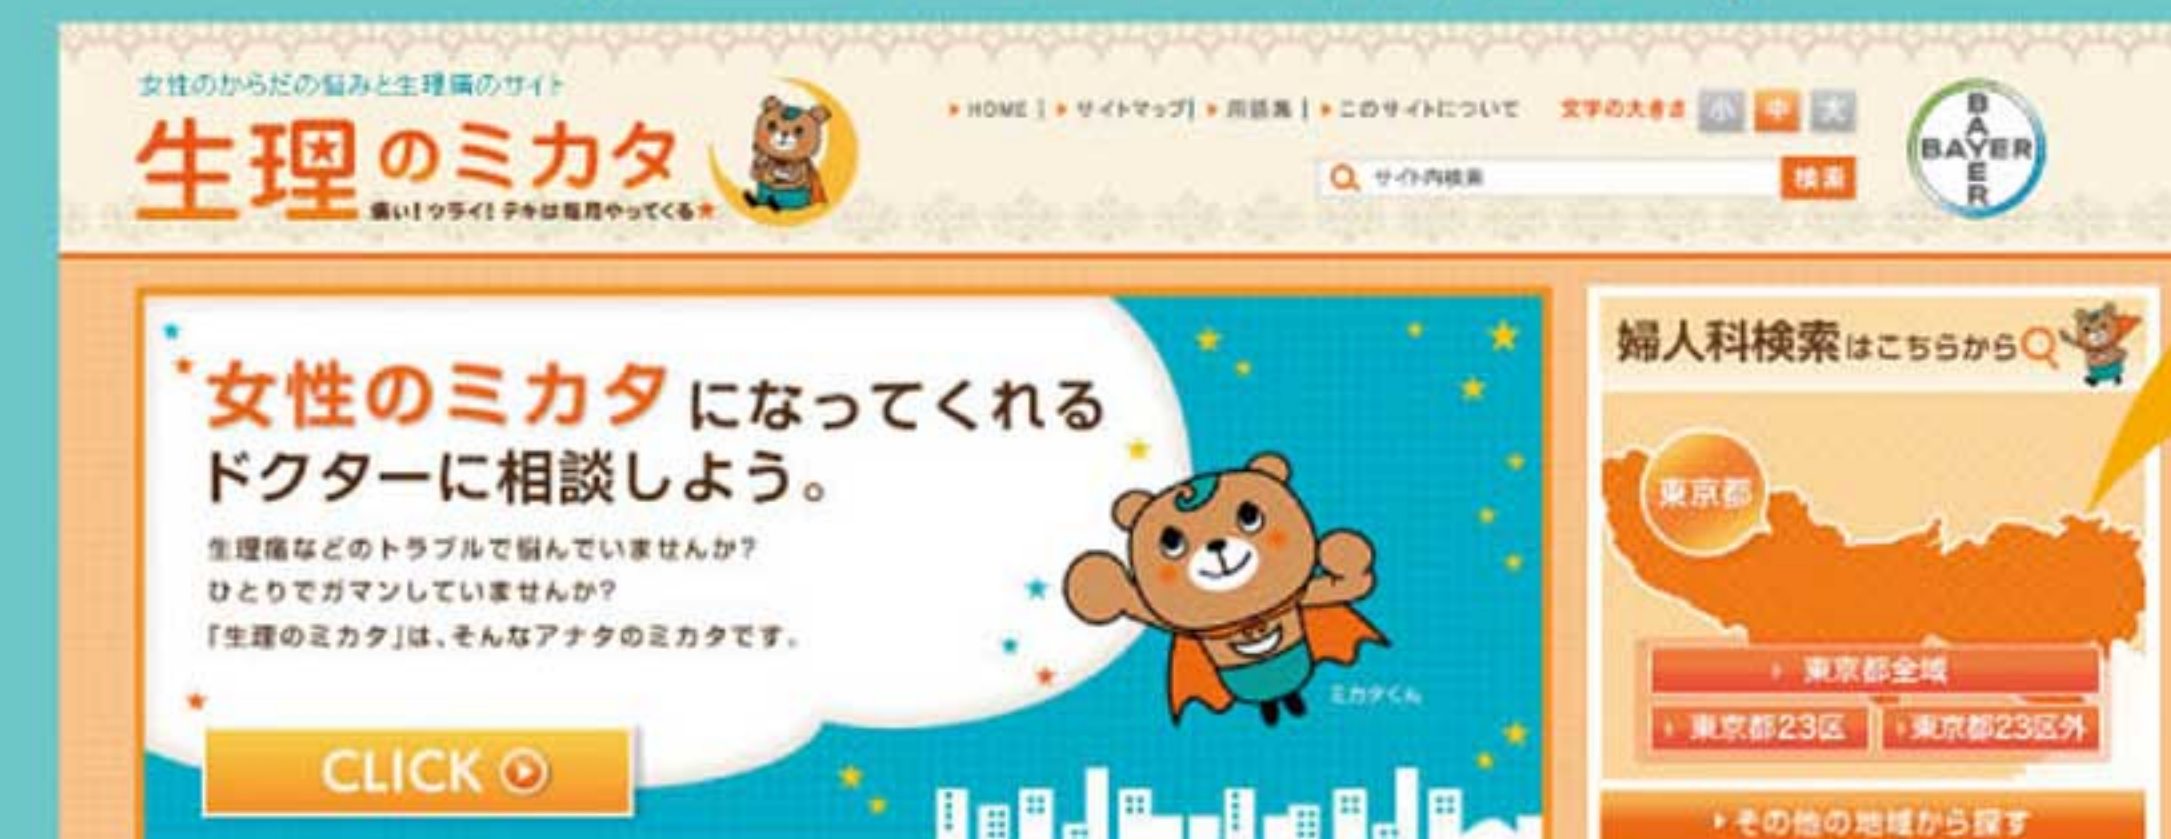 女性のからだの悩みと生理痛のサイト
生理のミカタ
痛い!ツライ!テキは毎月やってくる★
HOME | サイトマップ | 用語集 | このサイトについて
文字の大きさ 小 中 大
サイト内検索 検索
BAYER
BAYER
女性のミカタになってくれる
ドクターに相談しよう。
生理痛などのトラブルで悩んでいませんか?
ひとりでガマンしていませんか?
「生理のミカタ」は、そんなアナタのミカタです。
CLICK
ミカタくん
婦人科検索はこちらから
東京都
東京都全域
東京都23区 東京都23区外
その他の地域から探す